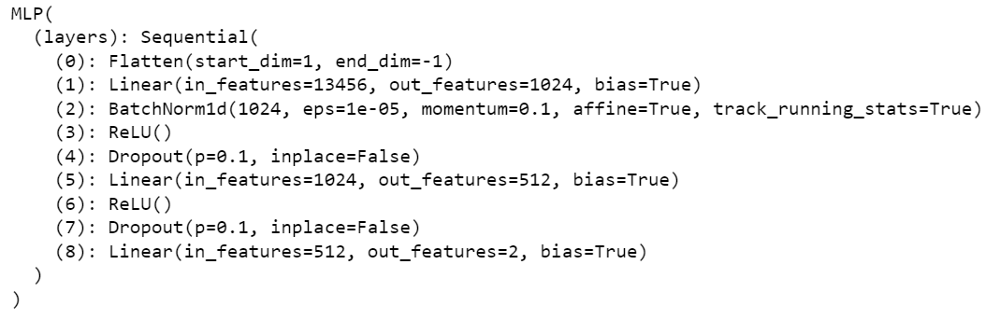 MLP(
  (layers): Sequential(
    (0): Flatten(start_dim=1, end_dim=-1)
    (1): Linear(in_features=13456, out_features=1024, bias=True)
    (2): BatchNorm1d(1024, eps=1e-05, momentum=0.1, affine=True, track_running_stats=True)
    (3): ReLU()
    (4): Dropout(p=0.1, inplace=False)
    (5): Linear(in_features=1024, out_features=512, bias=True)
    (6): ReLU()
    (7): Dropout(p=0.1, inplace=False)
    (8): Linear(in_features=512, out_features=2, bias=True)
  )
)